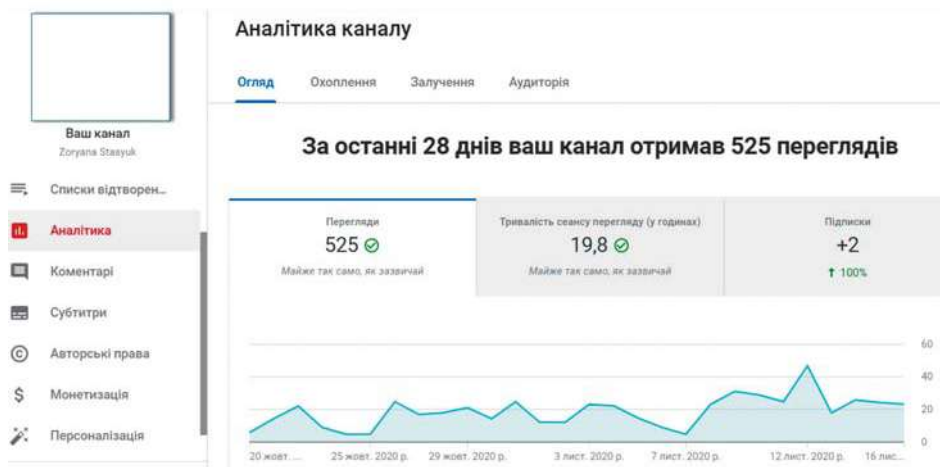 Аналітика каналу
Огляд Охоплення Залучення Аудиторія
Ваш канал
Zoryana Stasyuk
За останні 28 днів ваш канал отримав 525 переглядів
Списки відтворен...
Аналітика
Коментарі
Субтитри
Авторські права
Монетизація
Персоналізація
Перегляди
525
Майже так само, як зазвичай
Тривалість сеансу перегляду (у годинах)
19,8
Майже так само, як зазвичай
Підписки
+2
↑ 100%
60
40
20
0
20 жовт. ... 25 жовт. 2020 р. 29 жовт. 2020 р. 3 лист. 2020 р. 7 лист. 2020 р. 12 лист. 2020 р. 16 лис...